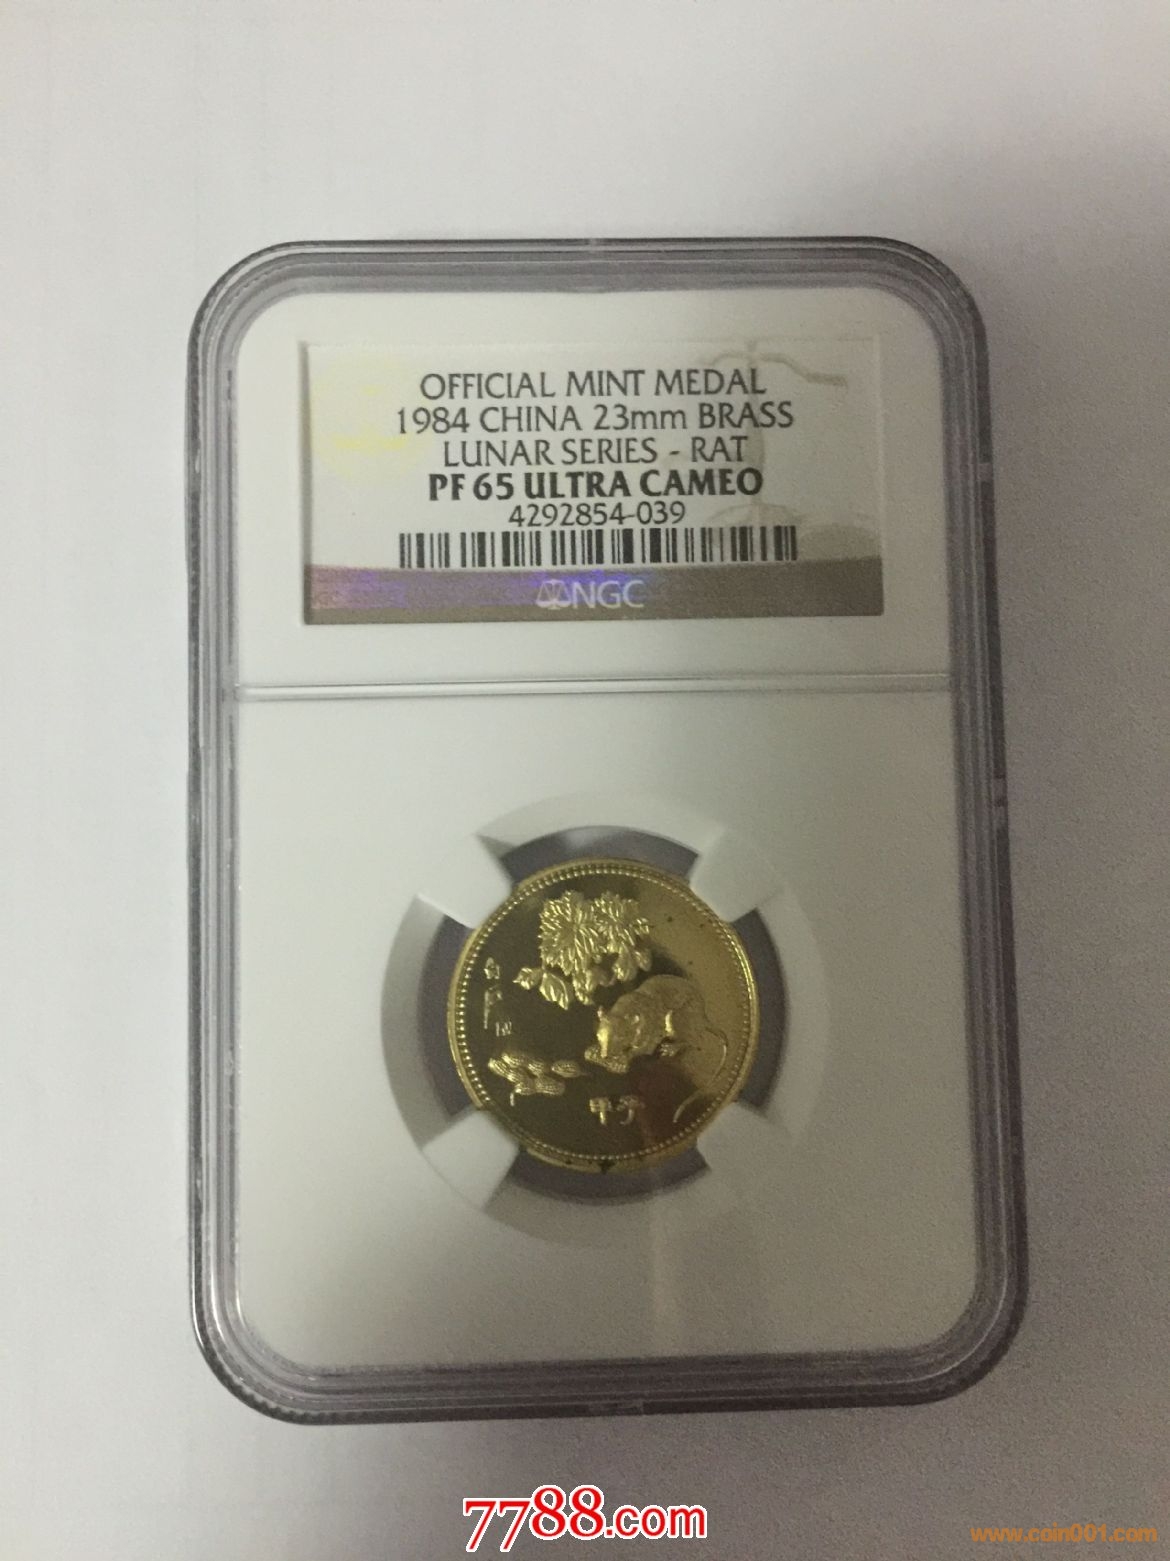 OFFICIAL MINT MEDAL
1984 CHINA 23mm BRASS
LUNAR SERIES - RAT
PF 65 ULTRA CAMEO
4292854-039
NGC
甲子
7788.com
www.coin001.com